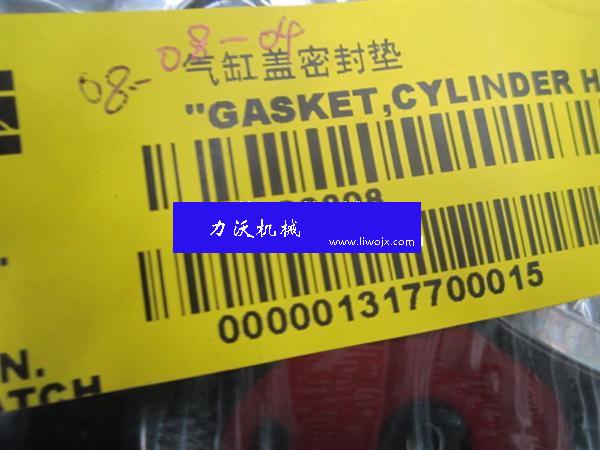 08-08-04
气缸盖密封垫
"GASKET,CYLINDER H
力沃机械
www.liwojx.com
000001317700015
N.
ATCH